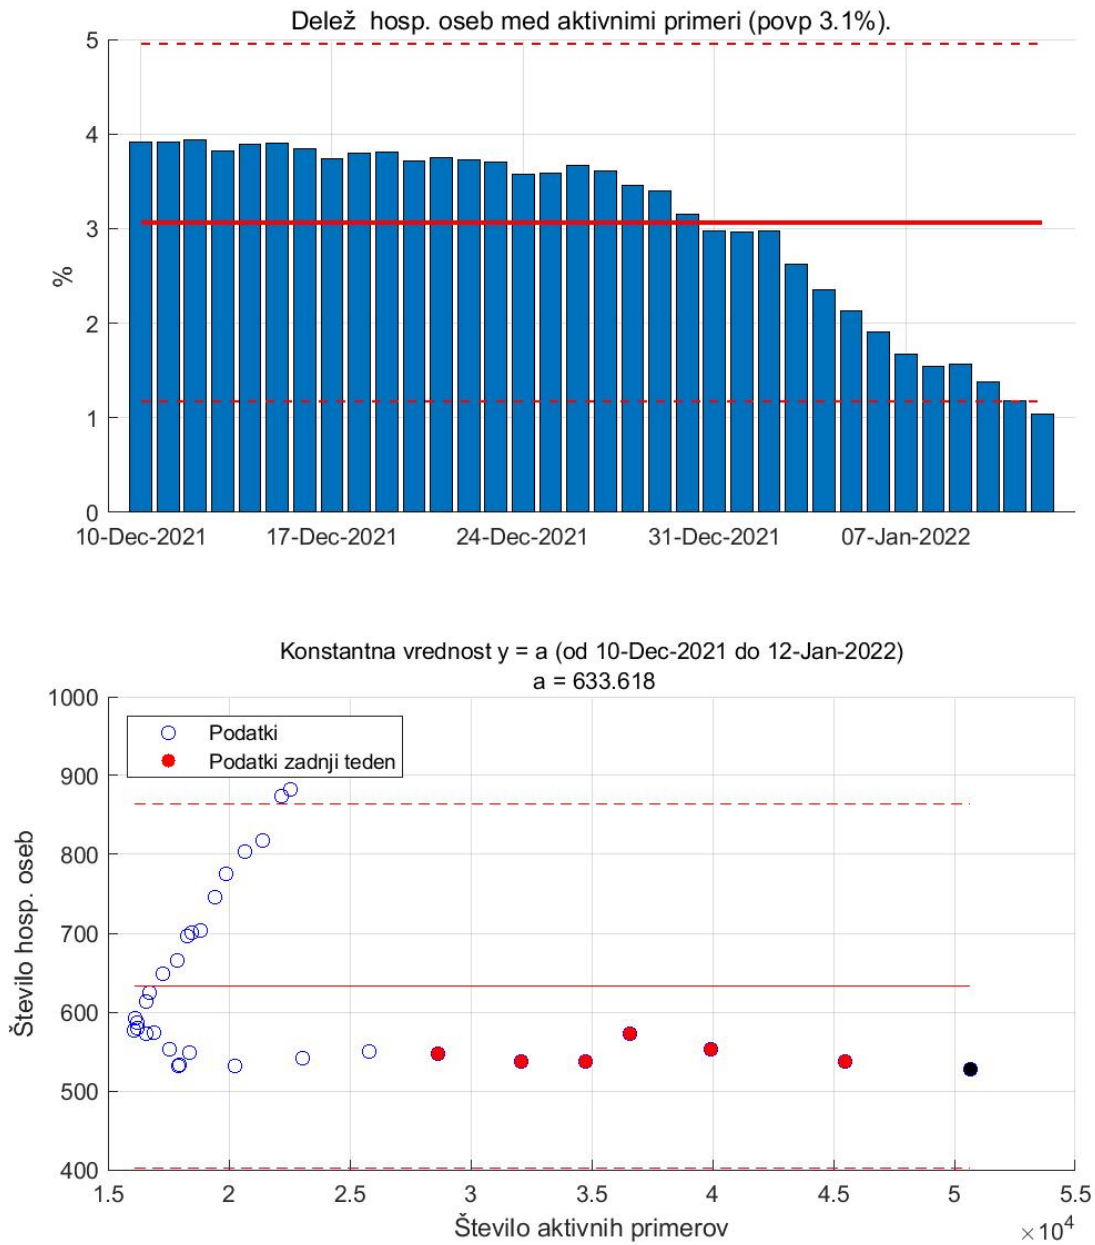 Delež  hosp. oseb med aktivnimi primeri (povp 3.1%).
5
4
3
2
1
0
%
10-Dec-2021
17-Dec-2021
24-Dec-2021
31-Dec-2021
07-Jan-2022
Konstantna vrednost y = a (od 10-Dec-2021 do 12-Jan-2022)
a = 633.618
1000
900
800
700
600
500
400
Število hosp. oseb
Podatki
Podatki zadnji teden
1.5
2
2.5
3
3.5
4
4.5
5
5.5
Število aktivnih primerov
×10⁴